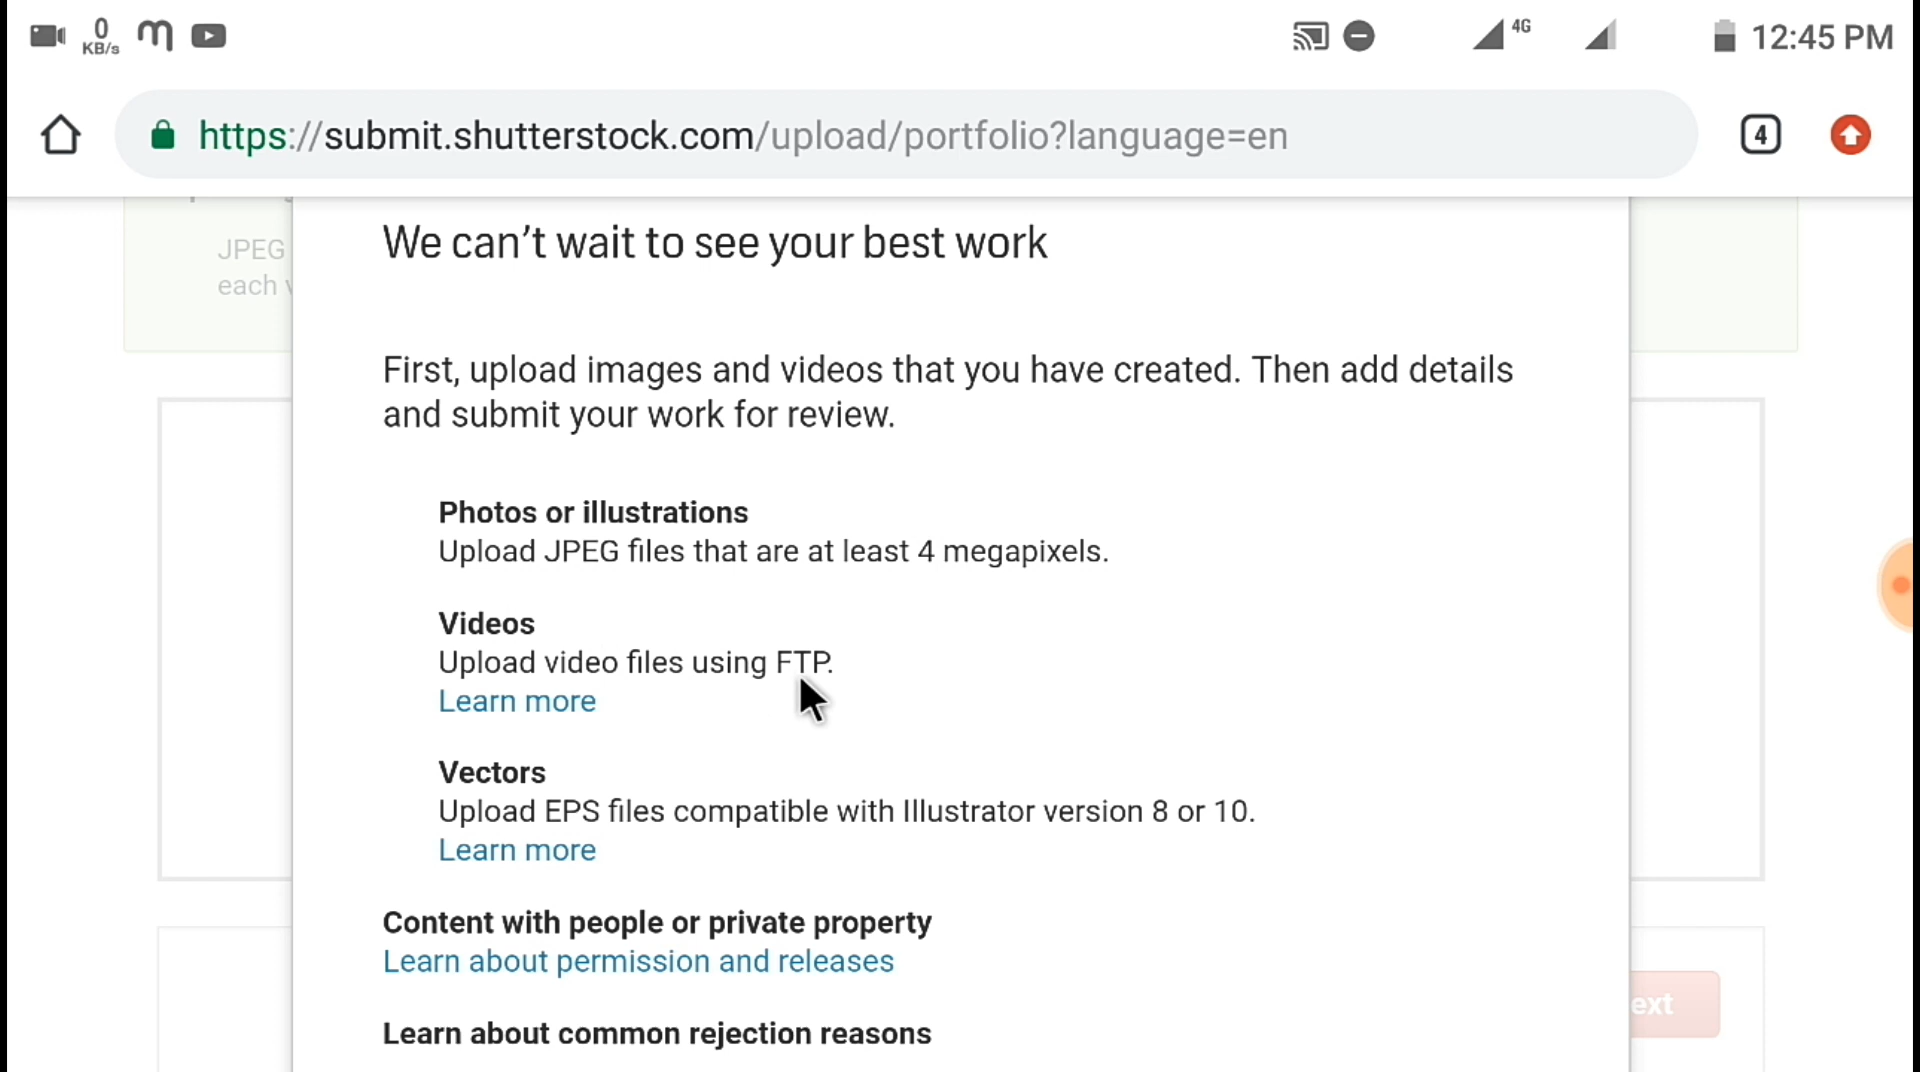 0
KB/s
4G
12:45 PM
https://submit.shutterstock.com/upload/portfolio?language=en
4
JPEG
each
We can't wait to see your best work
First, upload images and videos that you have created. Then add details
and submit your work for review.
Photos or illustrations
Upload JPEG files that are at least 4 megapixels.
Videos
Upload video files using FTP.
Learn more
Vectors
Upload EPS files compatible with Illustrator version 8 or 10.
Learn more
Content with people or private property
Learn about permission and releases
ext
Learn about common rejection reasons